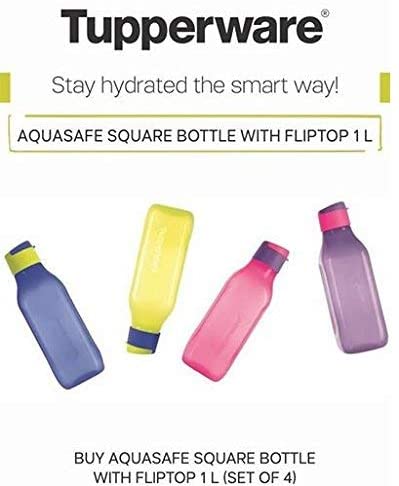 Tupperware®
Stay hydrated the smart way!
AQUASAFE SQUARE BOTTLE WITH FLIPTOP 1 L
BUY AQUASAFE SQUARE BOTTLE
WITH FLIPTOP 1 L (SET OF 4)